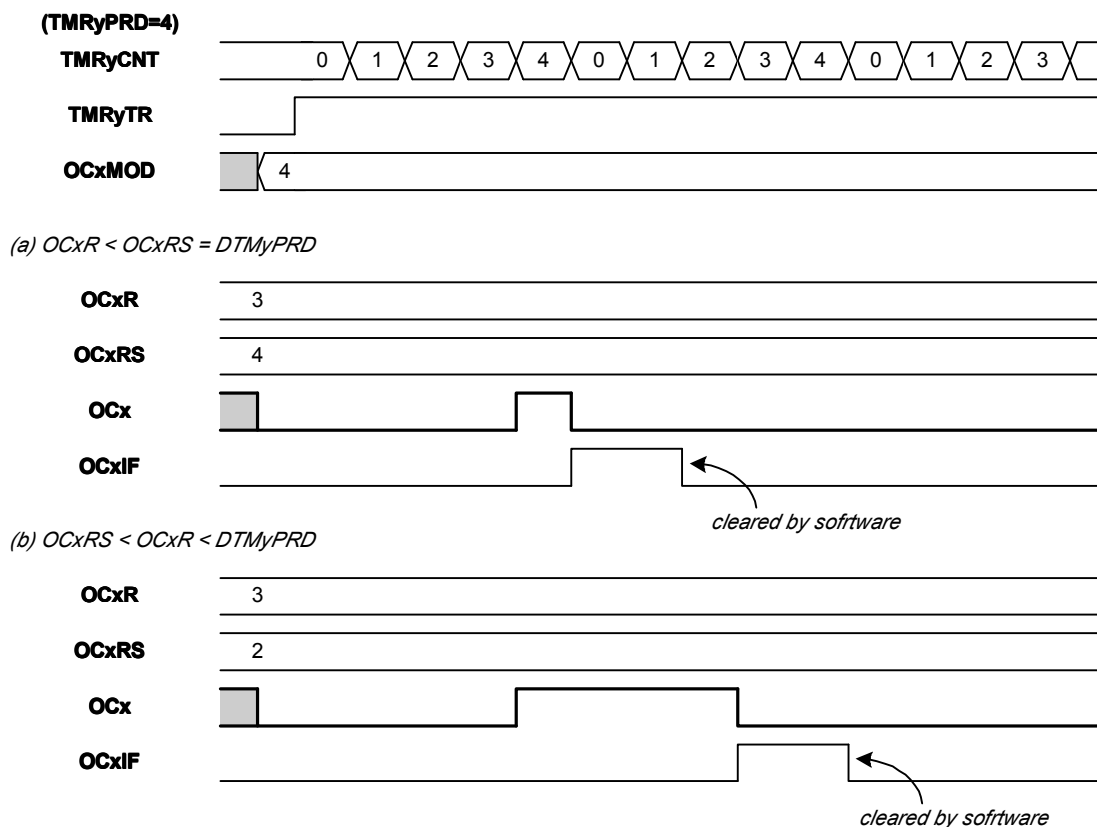 (TMRyPRD=4)
TMRyCNT 0 1 2 3 4 0 1 2 3 4 0 1 2 3
TMRyTR
OCxMOD 4
(a) OCxR < OCxRS = DTMyPRD
OCxR 3
OCxRS 4
OCx
OCxIF
cleared by sofrtware
(b) OCxRS < OCxR < DTMyPRD
OCxR 3
OCxRS 2
OCx
OCxIF
cleared by sofrtware